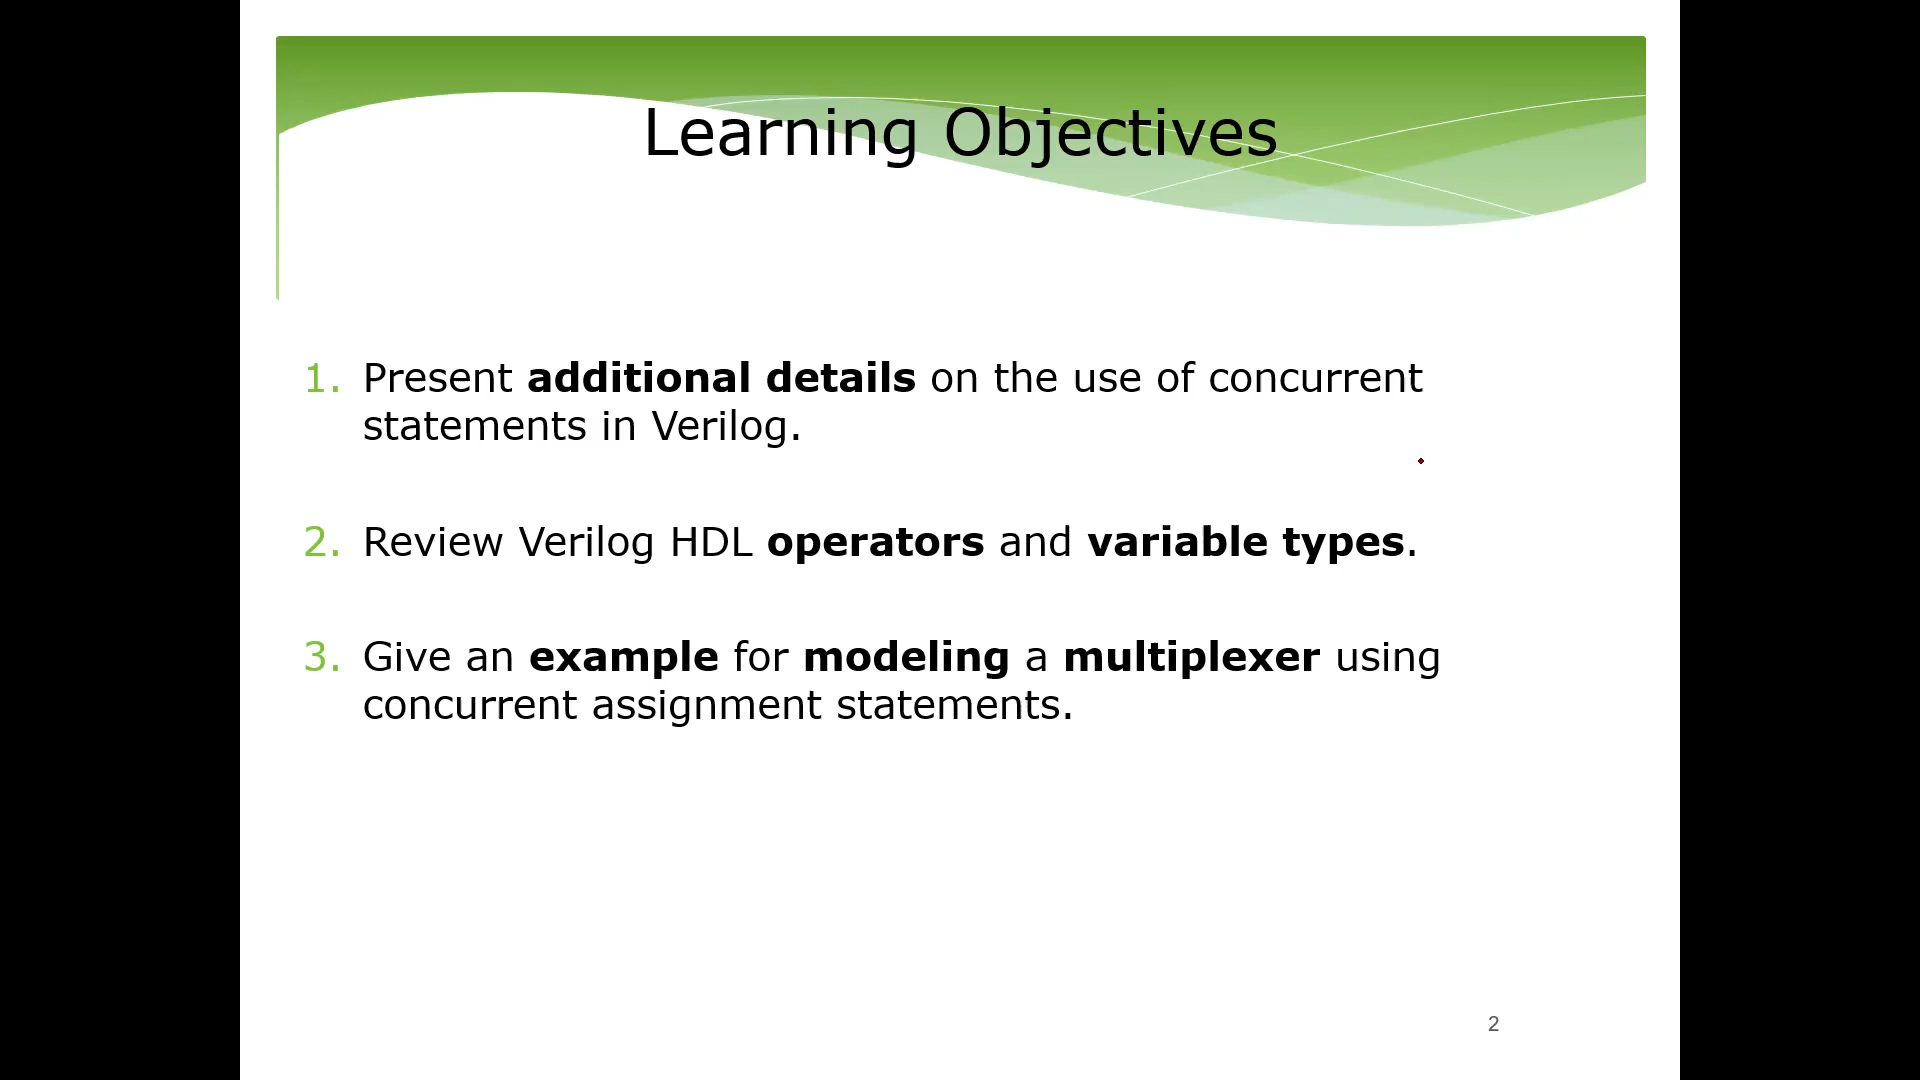 Learning Objectives
1. Present additional details on the use of concurrent
statements in Verilog.
2. Review Verilog HDL operators and variable types.
3. Give an example for modeling a multiplexer using
concurrent assignment statements.
2